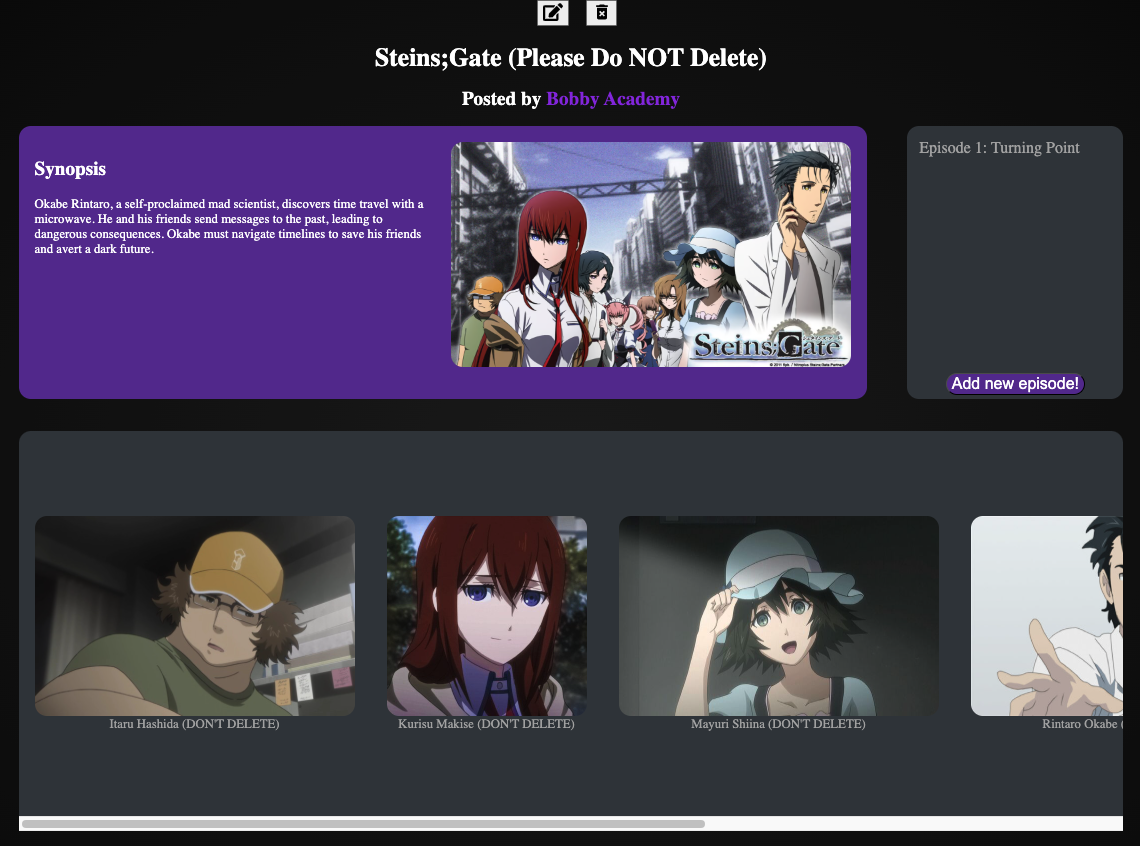 Steins;Gate (Please Do NOT Delete)
Posted by Bobby Academy
Synopsis
Okabe Rintaro, a self-proclaimed mad scientist, discovers time travel with a
microwave. He and his friends send messages to the past, leading to
dangerous consequences. Okabe must navigate timelines to save his friends
and avert a dark future.
Steins;Gate
Episode 1: Turning Point
Add new episode!
Itaru Hashida (DON'T DELETE)
Kurisu Makise (DON'T DELETE)
Mayuri Shiina (DON'T DELETE)
Rintaro Okabe (